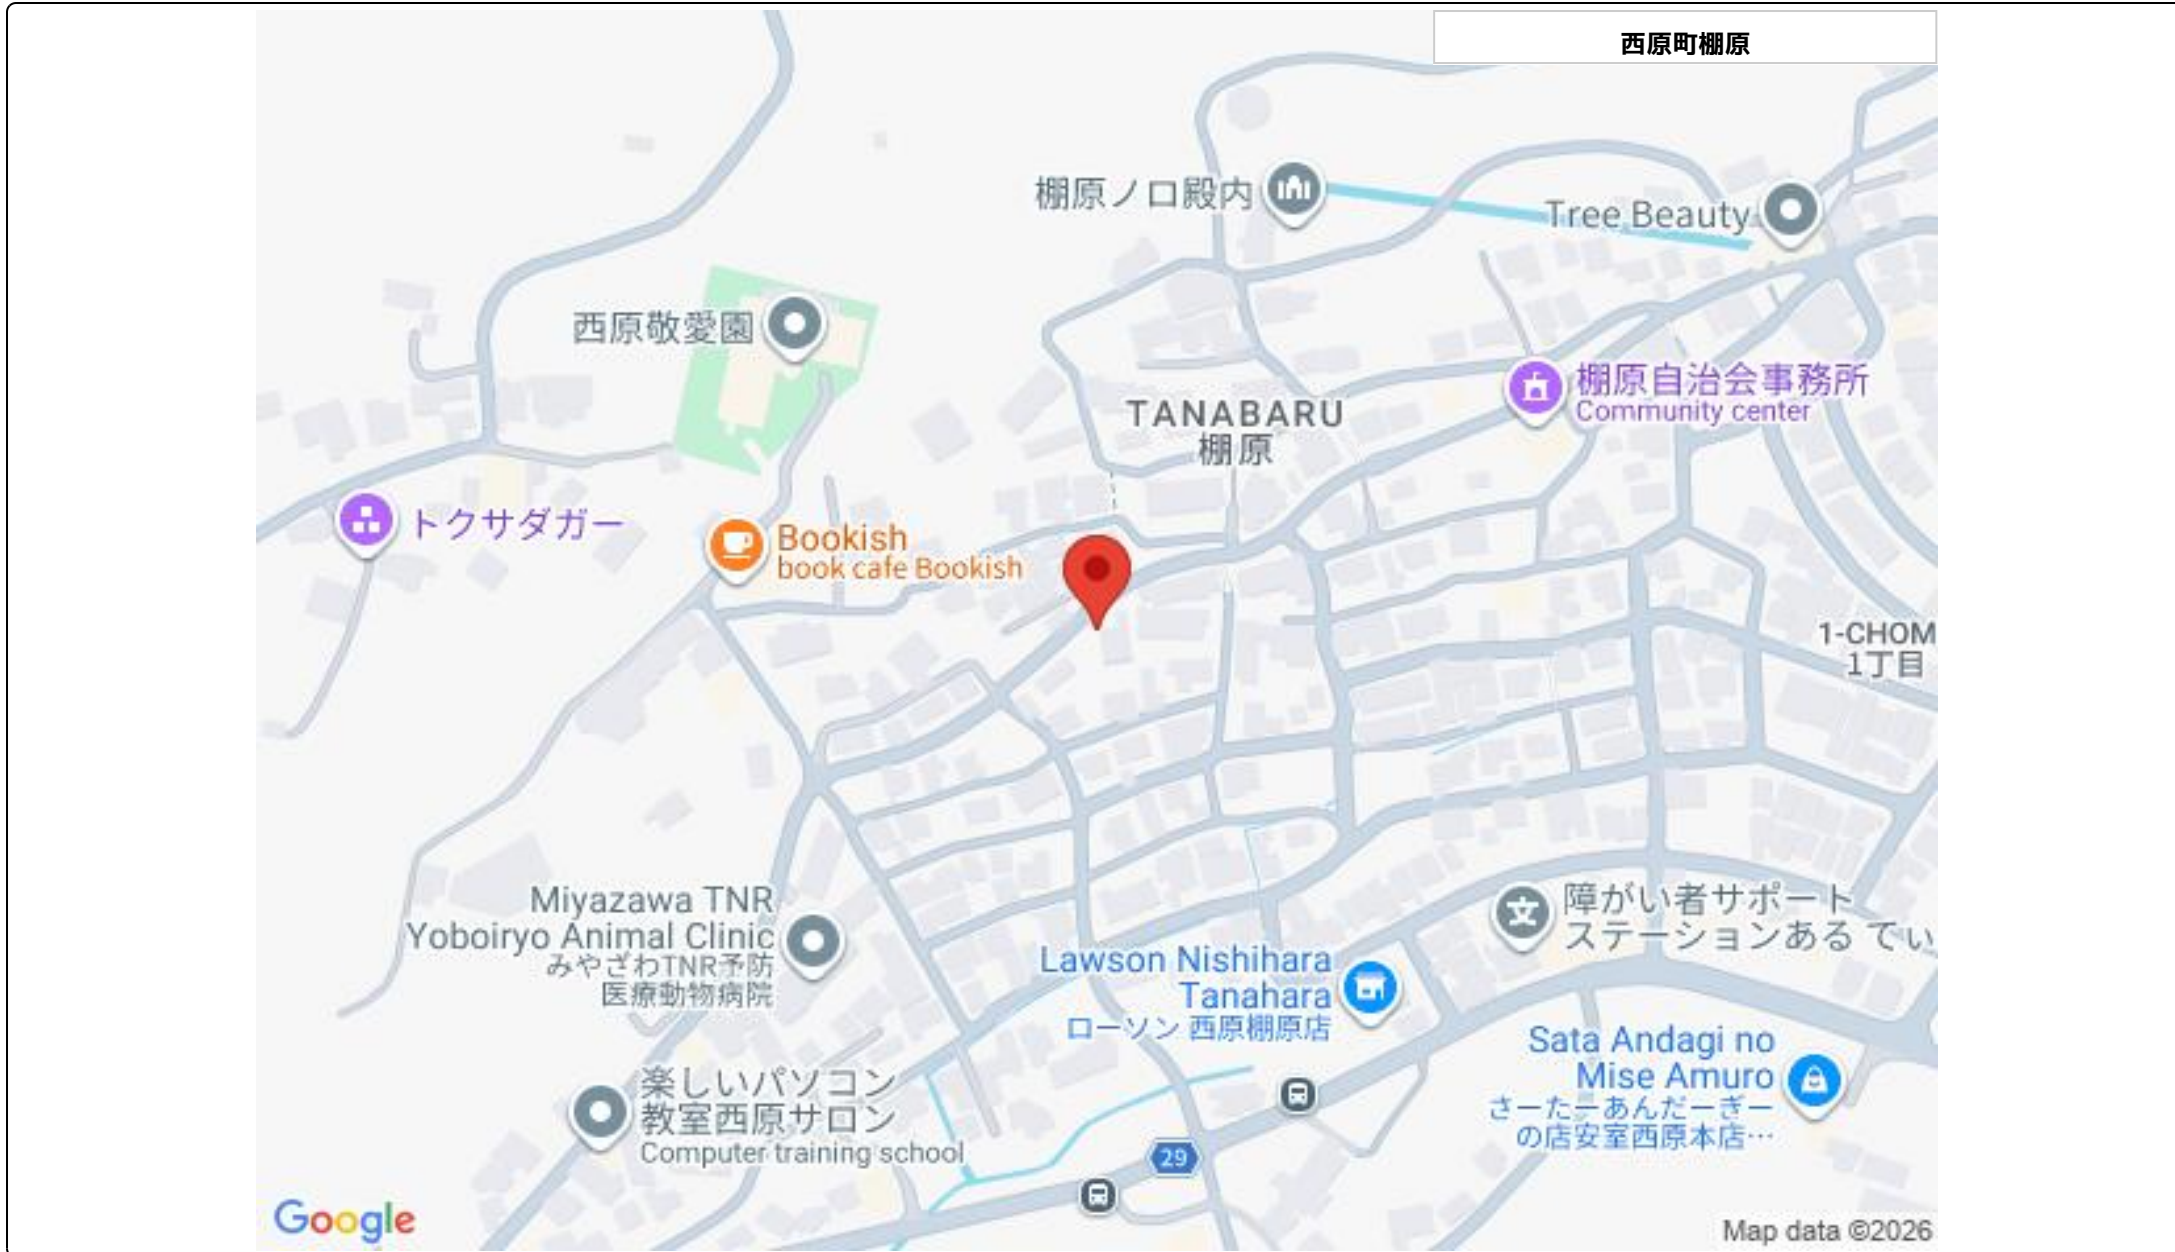 西原町棚原
棚原ノロ殿内
Tree Beauty
西原敬愛園
棚原自治会事務所
Community center
TANABARU
棚原
トクサダガー
Bookish
book cafe Bookish
1-CHOM
1丁目
Miyazawa TNR
Yoboiryo Animal Clinic
みやざわTNR予防
医療動物病院
障がい者サポート
ステーションある てぃ
Lawson Nishihara
Tanahara
ローソン 西原棚原店
Sata Andagi no
Mise Amuro
さーたーあんだーぎー
の店安室西原本店…
楽しいパソコン
教室西原サロン
Computer training school
29
Google
Map data ©2026